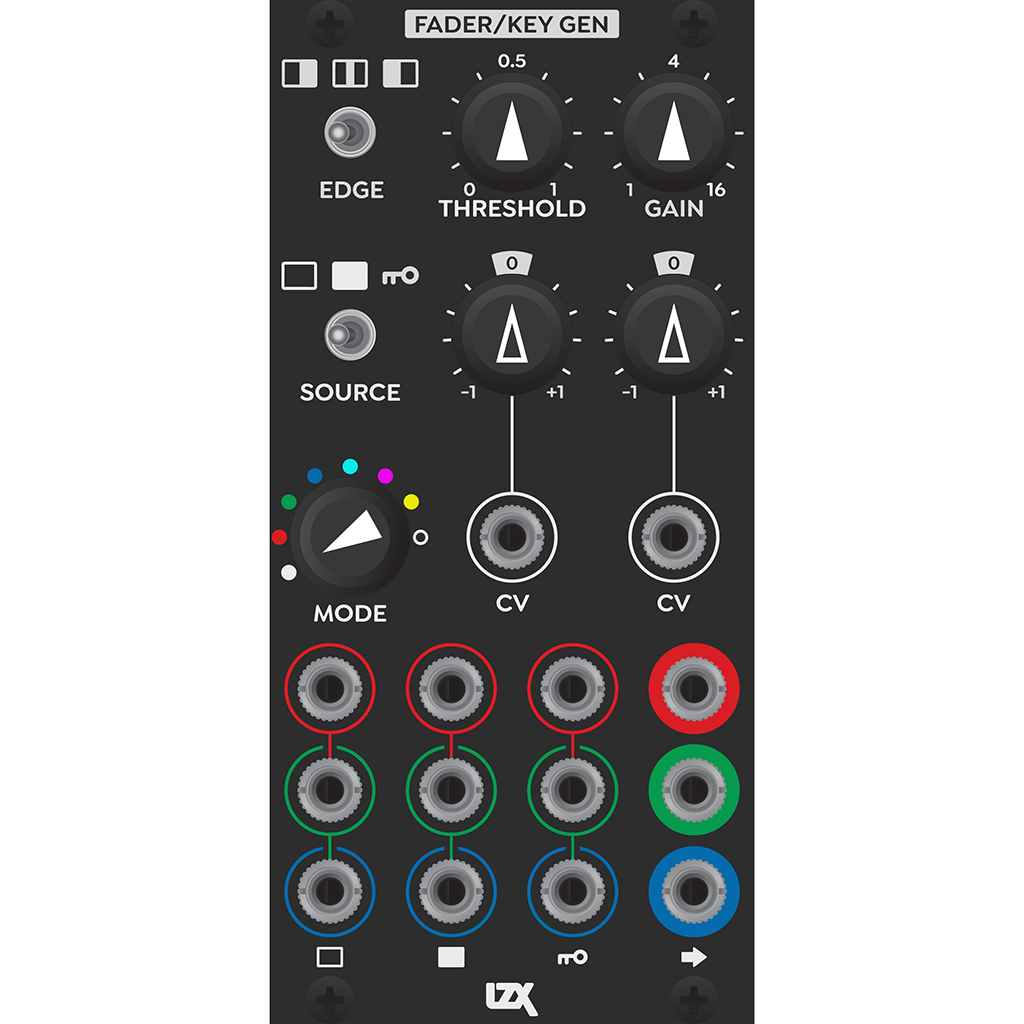 FADER/KEY GEN
0.5
4
EDGE
0 1
THRESHOLD
1 16
GAIN
0
0
SOURCE
-1 +1
-1 +1
MODE
CV
CV
LZX